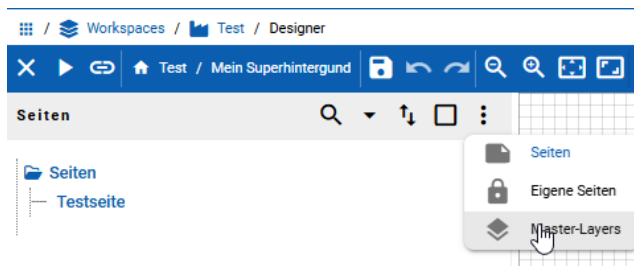 / Workspaces / Test / Designer
Test / Mein Superhintergund
Seiten
Seiten
Seiten
Eigene Seiten
Testseite
Master-Layers